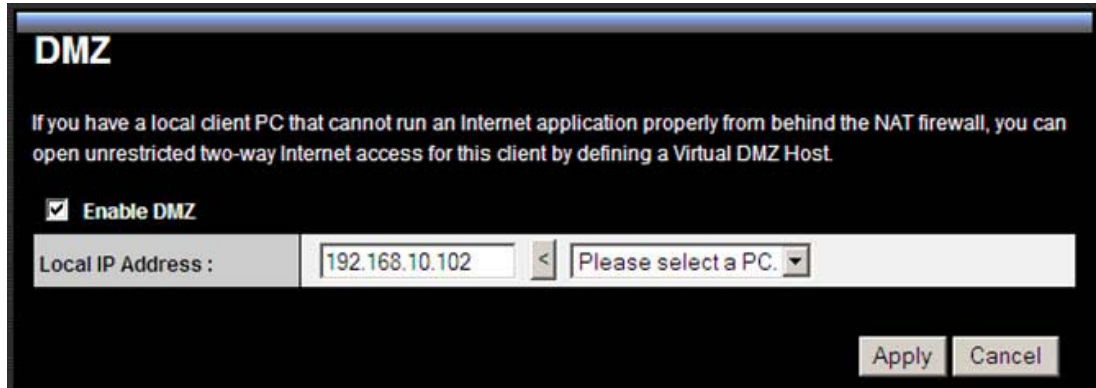 DMZ
If you have a local client PC that cannot run an Internet application properly from behind the NAT firewall, you can
open unrestricted two-way Internet access for this client by defining a Virtual DMZ Host.
Enable DMZ
Local IP Address : 192.168.10.102 < Please select a PC.
Apply Cancel